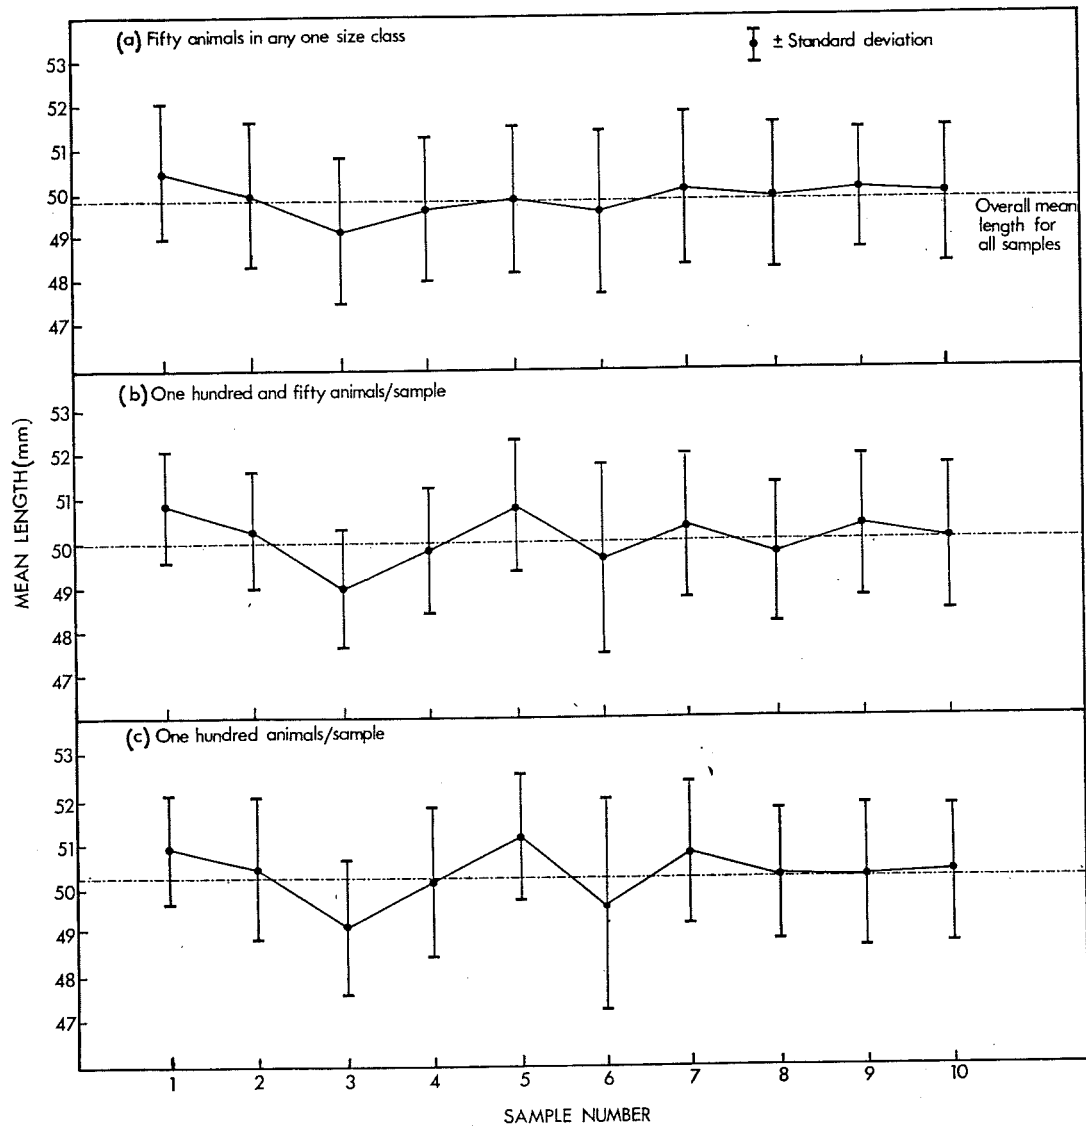 (a) Fifty animals in any one size class
± Standard deviation
53
52
51
50
49
48
47
Overall mean
length for
all samples
(b) One hundred and fifty animals/sample
53
52
51
50
49
48
47
MEAN LENGTH (mm)
(c) One hundred animals/sample
53
52
51
50
49
48
47
1 2 3 4 5 6 7 8 9 10
SAMPLE NUMBER